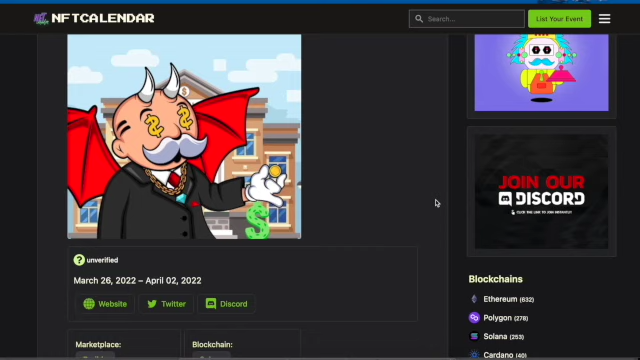 NFTCALENDAR
Search...
List Your Event
JOIN OUR
DISCORD
unverified
March 26, 2022 – April 02, 2022
Website
Twitter
Discord
Blockchains
Ethereum (632)
Polygon (278)
Solana (253)
Cardano (40)
Marketplace:
Blockchain: